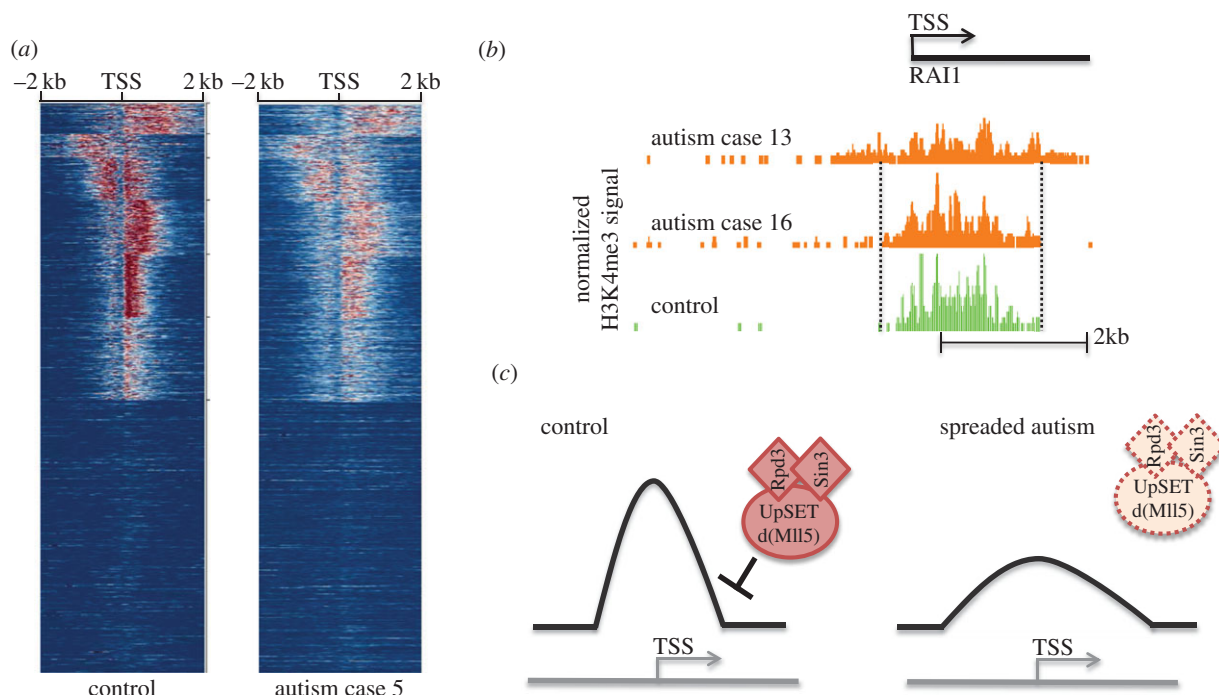 (a)
–2 kb TSS 2 kb
–2 kb TSS 2 kb
control
autism case 5
(b)
TSS
RAI1
normalized
H3K4me3 signal
autism case 13
autism case 16
control
2kb
(c)
control
Rpd3
Sin3
UpSET
d(Mll5)
TSS
spreaded autism
Rpd3
Sin3
UpSET
d(Mll5)
TSS